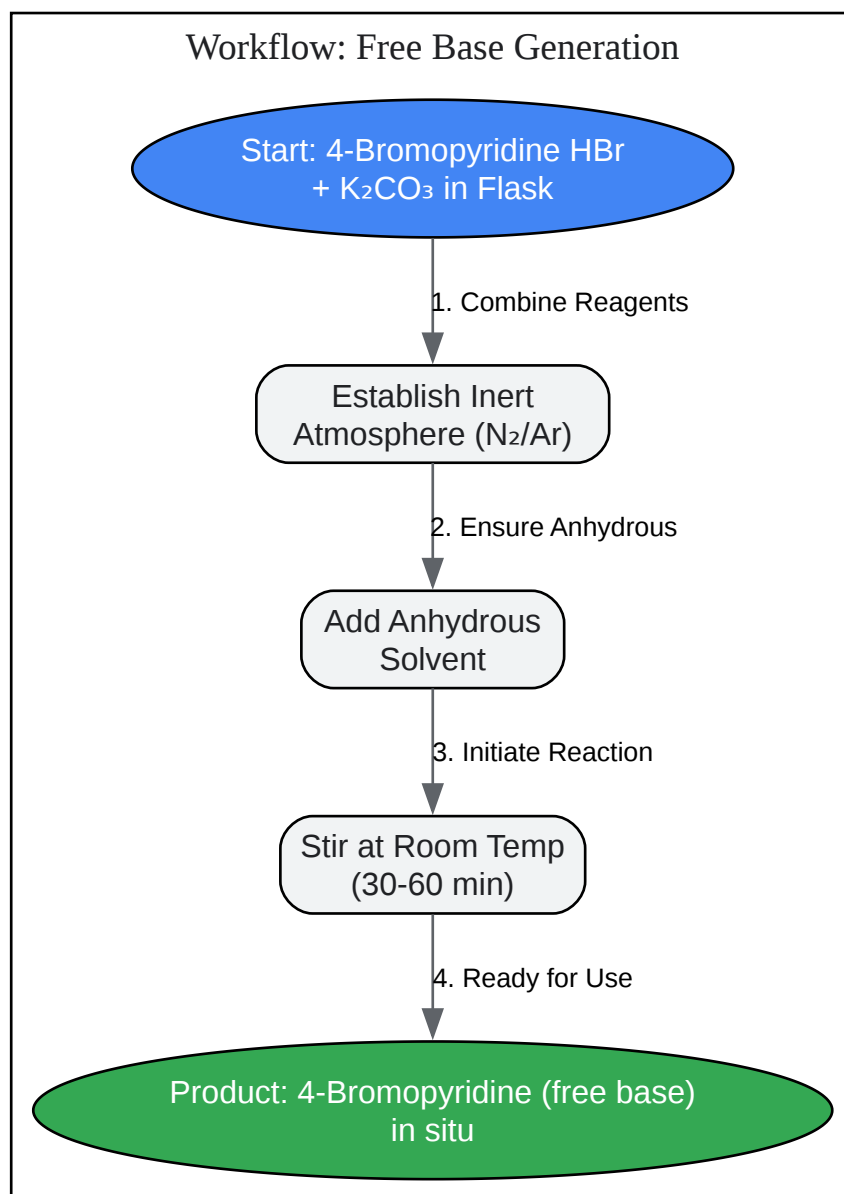 Workflow: Free Base Generation
Start: 4-Bromopyridine HBr
+ K₂CO₃ in Flask
1. Combine Reagents
Establish Inert
Atmosphere (N₂/Ar)
2. Ensure Anhydrous
Add Anhydrous
Solvent
3. Initiate Reaction
Stir at Room Temp
(30-60 min)
4. Ready for Use
Product: 4-Bromopyridine (free base)
in situ